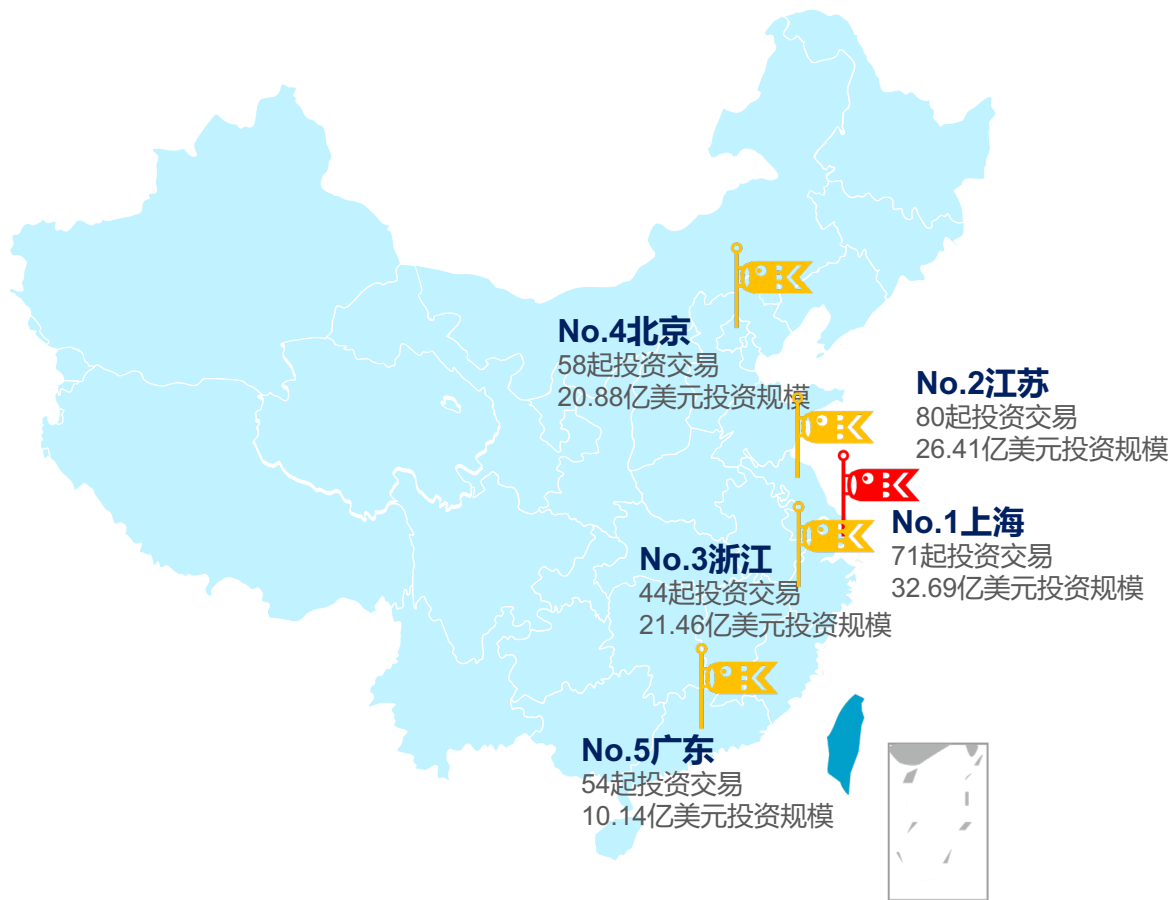 No.4北京
58起投资交易
20.88亿美元投资规模
No.2江苏
80起投资交易
26.41亿美元投资规模
No.1上海
71起投资交易
32.69亿美元投资规模
No.3浙江
44起投资交易
21.46亿美元投资规模
No.5广东
54起投资交易
10.14亿美元投资规模